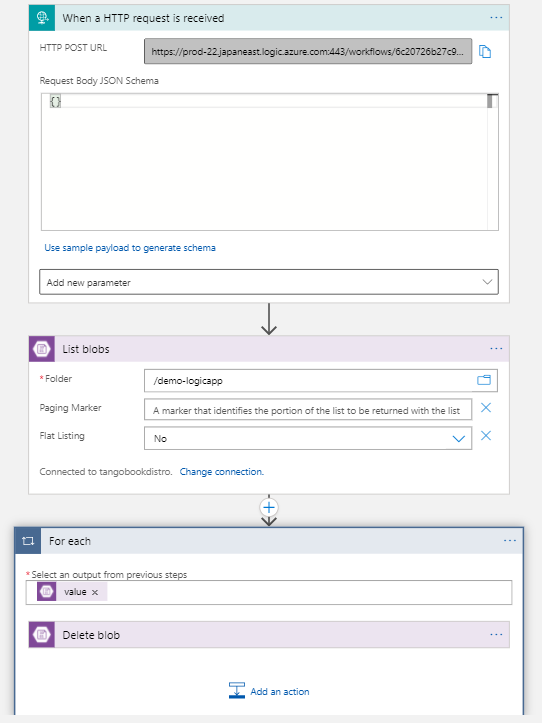 When a HTTP request is received
HTTP POST URL
https://prod-22.japaneast.logic.azure.com:443/workflows/6c20726b27c9...
Request Body JSON Schema
{}
Use sample payload to generate schema
Add new parameter
List blobs
*Folder
/demo-logicapp
Paging Marker
A marker that identifies the portion of the list to be returned with the list
Flat Listing
No
Connected to tangobookdistro. Change connection.
For each
*Select an output from previous steps
value
Delete blob
Add an action